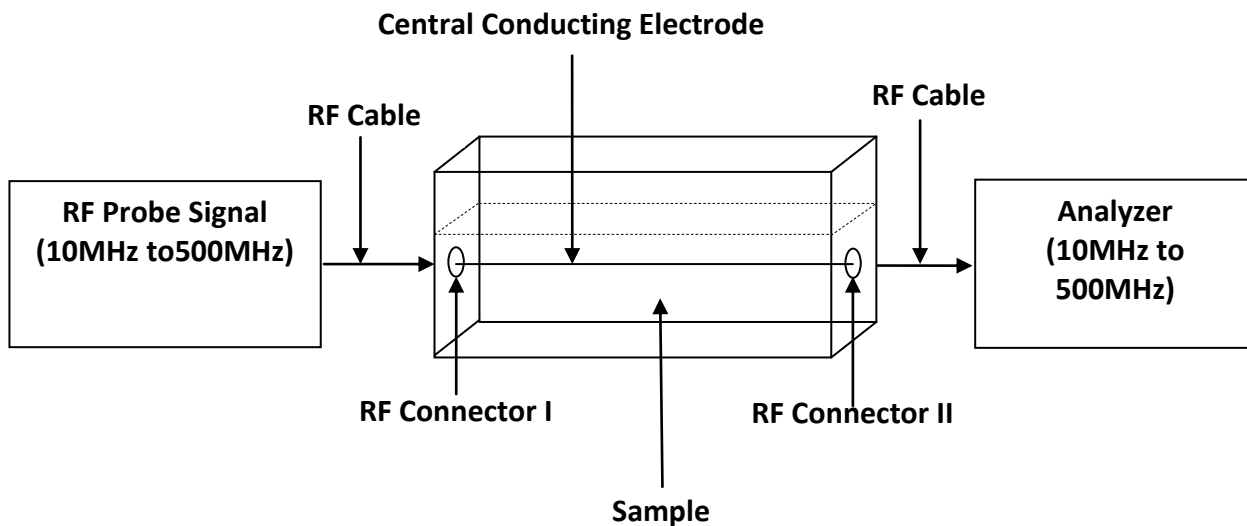 Central Conducting Electrode
RF Cable
RF Cable
RF Probe Signal
(10MHz to500MHz)
Analyzer
(10MHz to
500MHz)
RF Connector I
RF Connector II
Sample